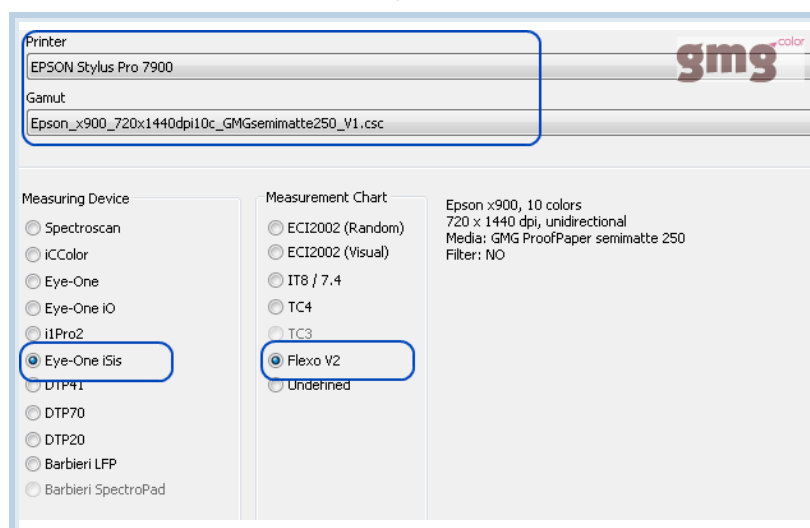 Printer
EPSON Stylus Pro 7900
gmg color
Gamut
Epson_x900_720x1440dpi10c_GMGsemimatte250_V1.csc
Measuring Device
Spectroscan
iCColor
Eye-One
Eye-One iO
i1Pro2
Eye-One iSis
DTP41
DTP70
DTP20
Barbieri LFP
Barbieri SpectroPad
Measurement Chart
ECI2002 (Random)
ECI2002 (Visual)
IT8 / 7.4
TC4
TC3
Flexo V2
Undefined
Epson x900, 10 colors
720 x 1440 dpi, unidirectional
Media: GMG ProofPaper semimatte 250
Filter: NO